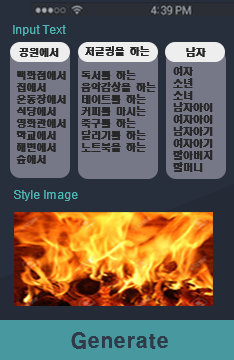 4:39 PM
Input Text
공원에서
저글링을 하는
남자
백화점에서
집에서
운동장에서
식당에서
영화관에서
학교에서
해변에서
숲에서
독서를 하는
음악감상을 하는
데이트를 하는
커피를 마시는
축구를 하는
달리기를 하는
노트북을 하는
여자
소년
소녀
남자아이
여자아이
남자아기
여자아기
할아버지
할머니
Style Image
Generate